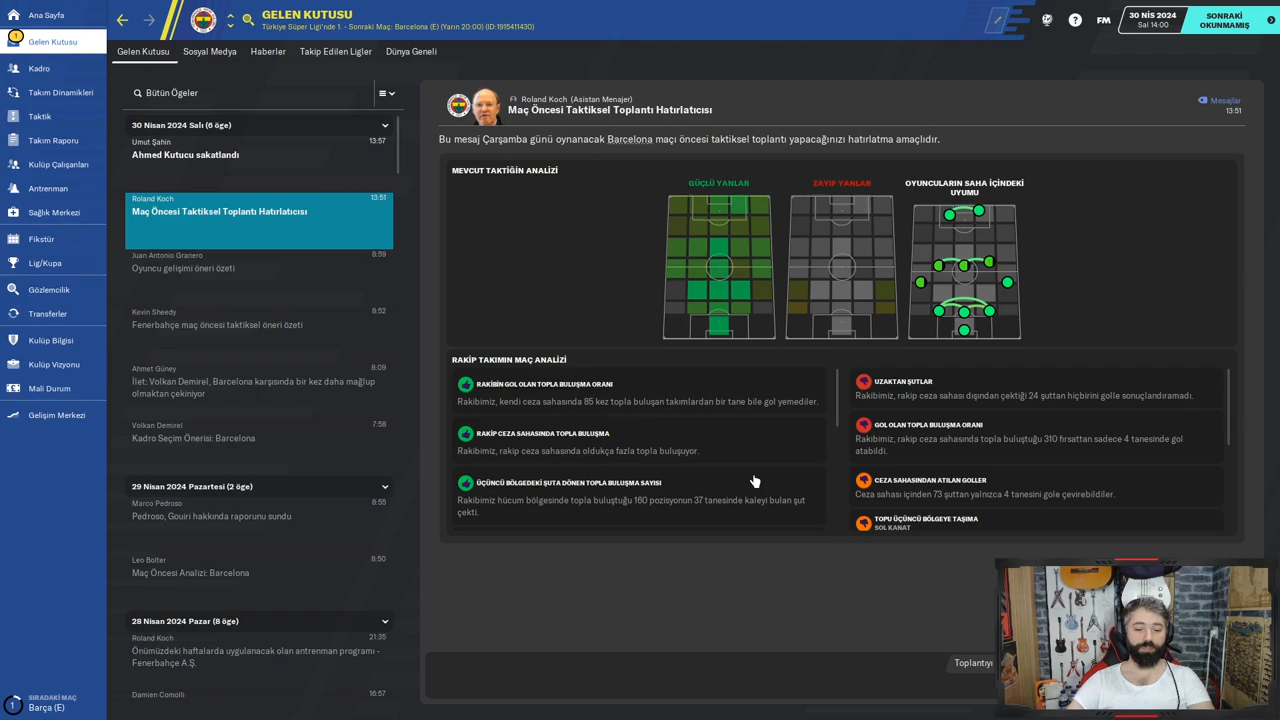 Ana Sayfa
1
Gelen Kutusu
Kadro
Takım Dinamikleri
Taktik
Takım Raporu
Kulüp Çalışanları
Antrenman
Sağlık Merkezi
Fikstür
Lig/Kupa
Gözlemcilik
Transferler
Kulüp Bilgisi
Kulüp Vizyonu
Mali Durum
Gelişim Merkezi
1
SIRADAKİ MAÇ
Barça (E)
GELEN KUTUSU
Türkiye Süper Ligi'nde 1. - Sonraki Maç: Barcelona (E) (Yarın 20:00) (ID:1915411430)
?
FM
30 NİS 2024
Sal 14:00
SONRAKİ
OKUNMAMIŞ
Gelen Kutusu
Sosyal Medya
Haberler
Takip Edilen Ligler
Dünya Geneli
Bütün Ögeler
30 Nisan 2024 Salı (6 öge)
Umut Şahin
13:57
Ahmed Kutucu sakatlandı
Roland Koch
13:51
Maç Öncesi Taktiksel Toplantı Hatırlatıcısı
Juan Antonio Granero
8:59
Oyuncu gelişimi öneri özeti
Kevin Sheedy
8:52
Fenerbahçe maç öncesi taktiksel öneri özeti
Ahmet Güney
8:09
İlet: Volkan Demirel, Barcelona karşısında bir kez daha mağlup
olmaktan çekiniyor
Volkan Demirel
7:58
Kadro Seçim Önerisi: Barcelona
29 Nisan 2024 Pazartesi (2 öge)
Marco Pedroso
8:55
Pedroso, Gouiri hakkında raporunu sundu
Leo Bolter
8:50
Maç Öncesi Analizi: Barcelona
28 Nisan 2024 Pazar (8 öge)
Roland Koch
21:35
Önümüzdeki haftalarda uygulanacak olan antrenman programı -
Fenerbahçe A.Ş.
Damien Comolli
16:57
Roland Koch (Asistan Menajer)
Maç Öncesi Taktiksel Toplantı Hatırlatıcısı
Mesajlar
13:51
Bu mesaj Çarşamba günü oynanacak Barcelona maçı öncesi taktiksel toplantı yapacağınızı hatırlatma amaçlıdır.
MEVCUT TAKTİĞİN ANALİZİ
GÜÇLÜ YANLAR
ZAYIF YANLAR
OYUNCULARIN SAHA İÇİNDEKİ
UYUMU
RAKİP TAKIMIN MAÇ ANALİZİ
RAKİBİN GOL OLAN TOPLA BULUŞMA ORANI
Rakibimiz, kendi ceza sahasında 85 kez topla buluşan takımlardan bir tane bile gol yemediler.
RAKİP CEZA SAHASINDA TOPLA BULUŞMA
Rakibimiz, rakip ceza sahasında oldukça fazla topla buluşuyor.
ÜÇÜNCÜ BÖLGEDEKİ ŞUTA DÖNEN TOPLA BULUŞMA SAYISI
Rakibimiz hücum bölgesinde topla buluştuğu 160 pozisyonun 37 tanesinde kaleyi bulan şut
çekti.
UZAKTAN ŞUTLAR
Rakibimiz, rakip ceza sahası dışından çektiği 24 şuttan hiçbirini golle sonuçlandıramadı.
GOL OLAN TOPLA BULUŞMA ORANI
Rakibimiz, rakip ceza sahasında topla buluştuğu 310 fırsattan sadece 4 tanesinde gol
atabildi.
CEZA SAHASINDAN ATILAN GOLLER
Ceza sahası içinden 73 şuttan yalnızca 4 tanesini gole çevirebildiler.
TOPU ÜÇÜNCÜ BÖLGEYE TAŞIMA
SOL KANAT
Toplantıyı